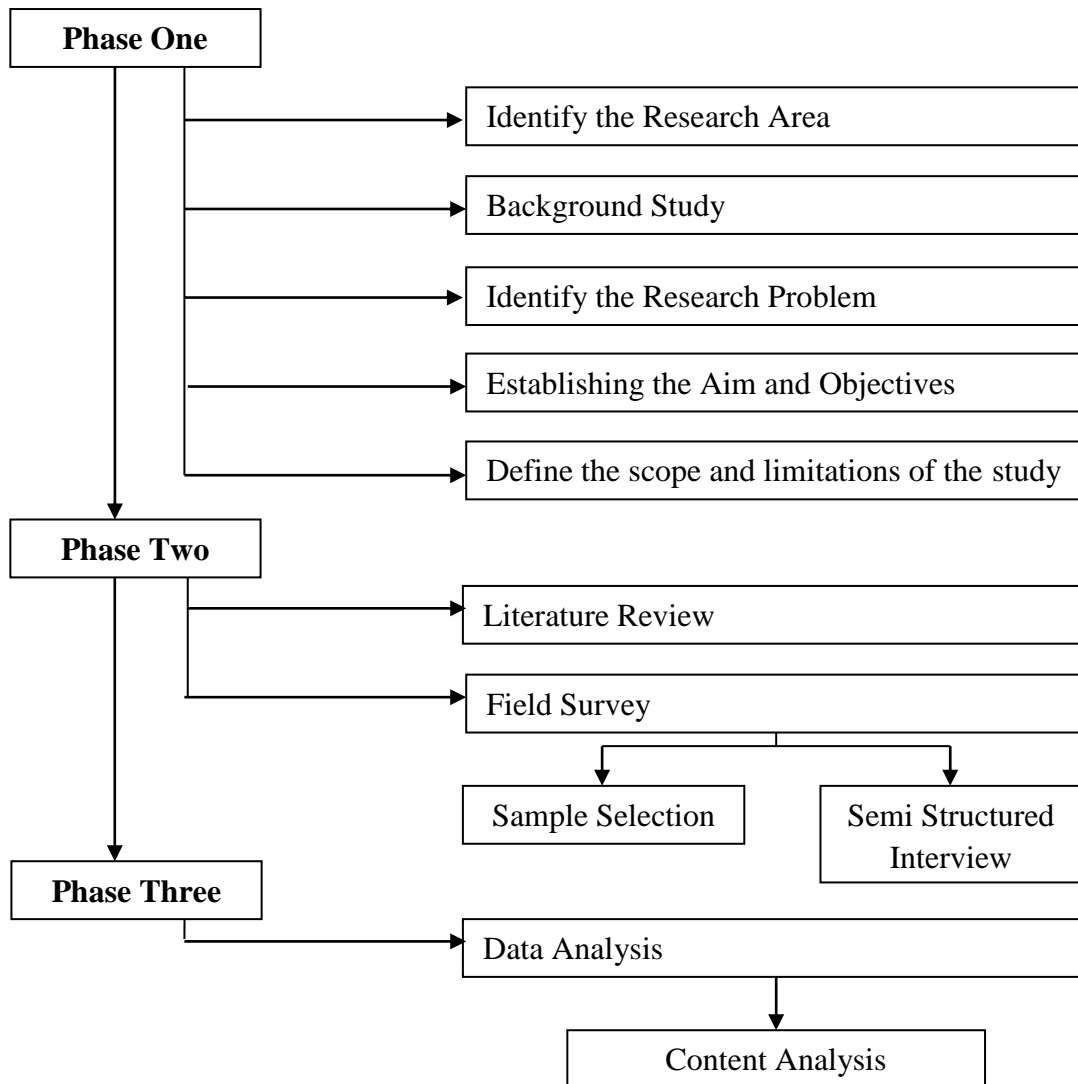 Phase One
Identify the Research Area
Background Study
Identify the Research Problem
Establishing the Aim and Objectives
Define the scope and limitations of the study
Phase Two
Literature Review
Field Survey
Sample Selection
Semi Structured
Interview
Phase Three
Data Analysis
Content Analysis